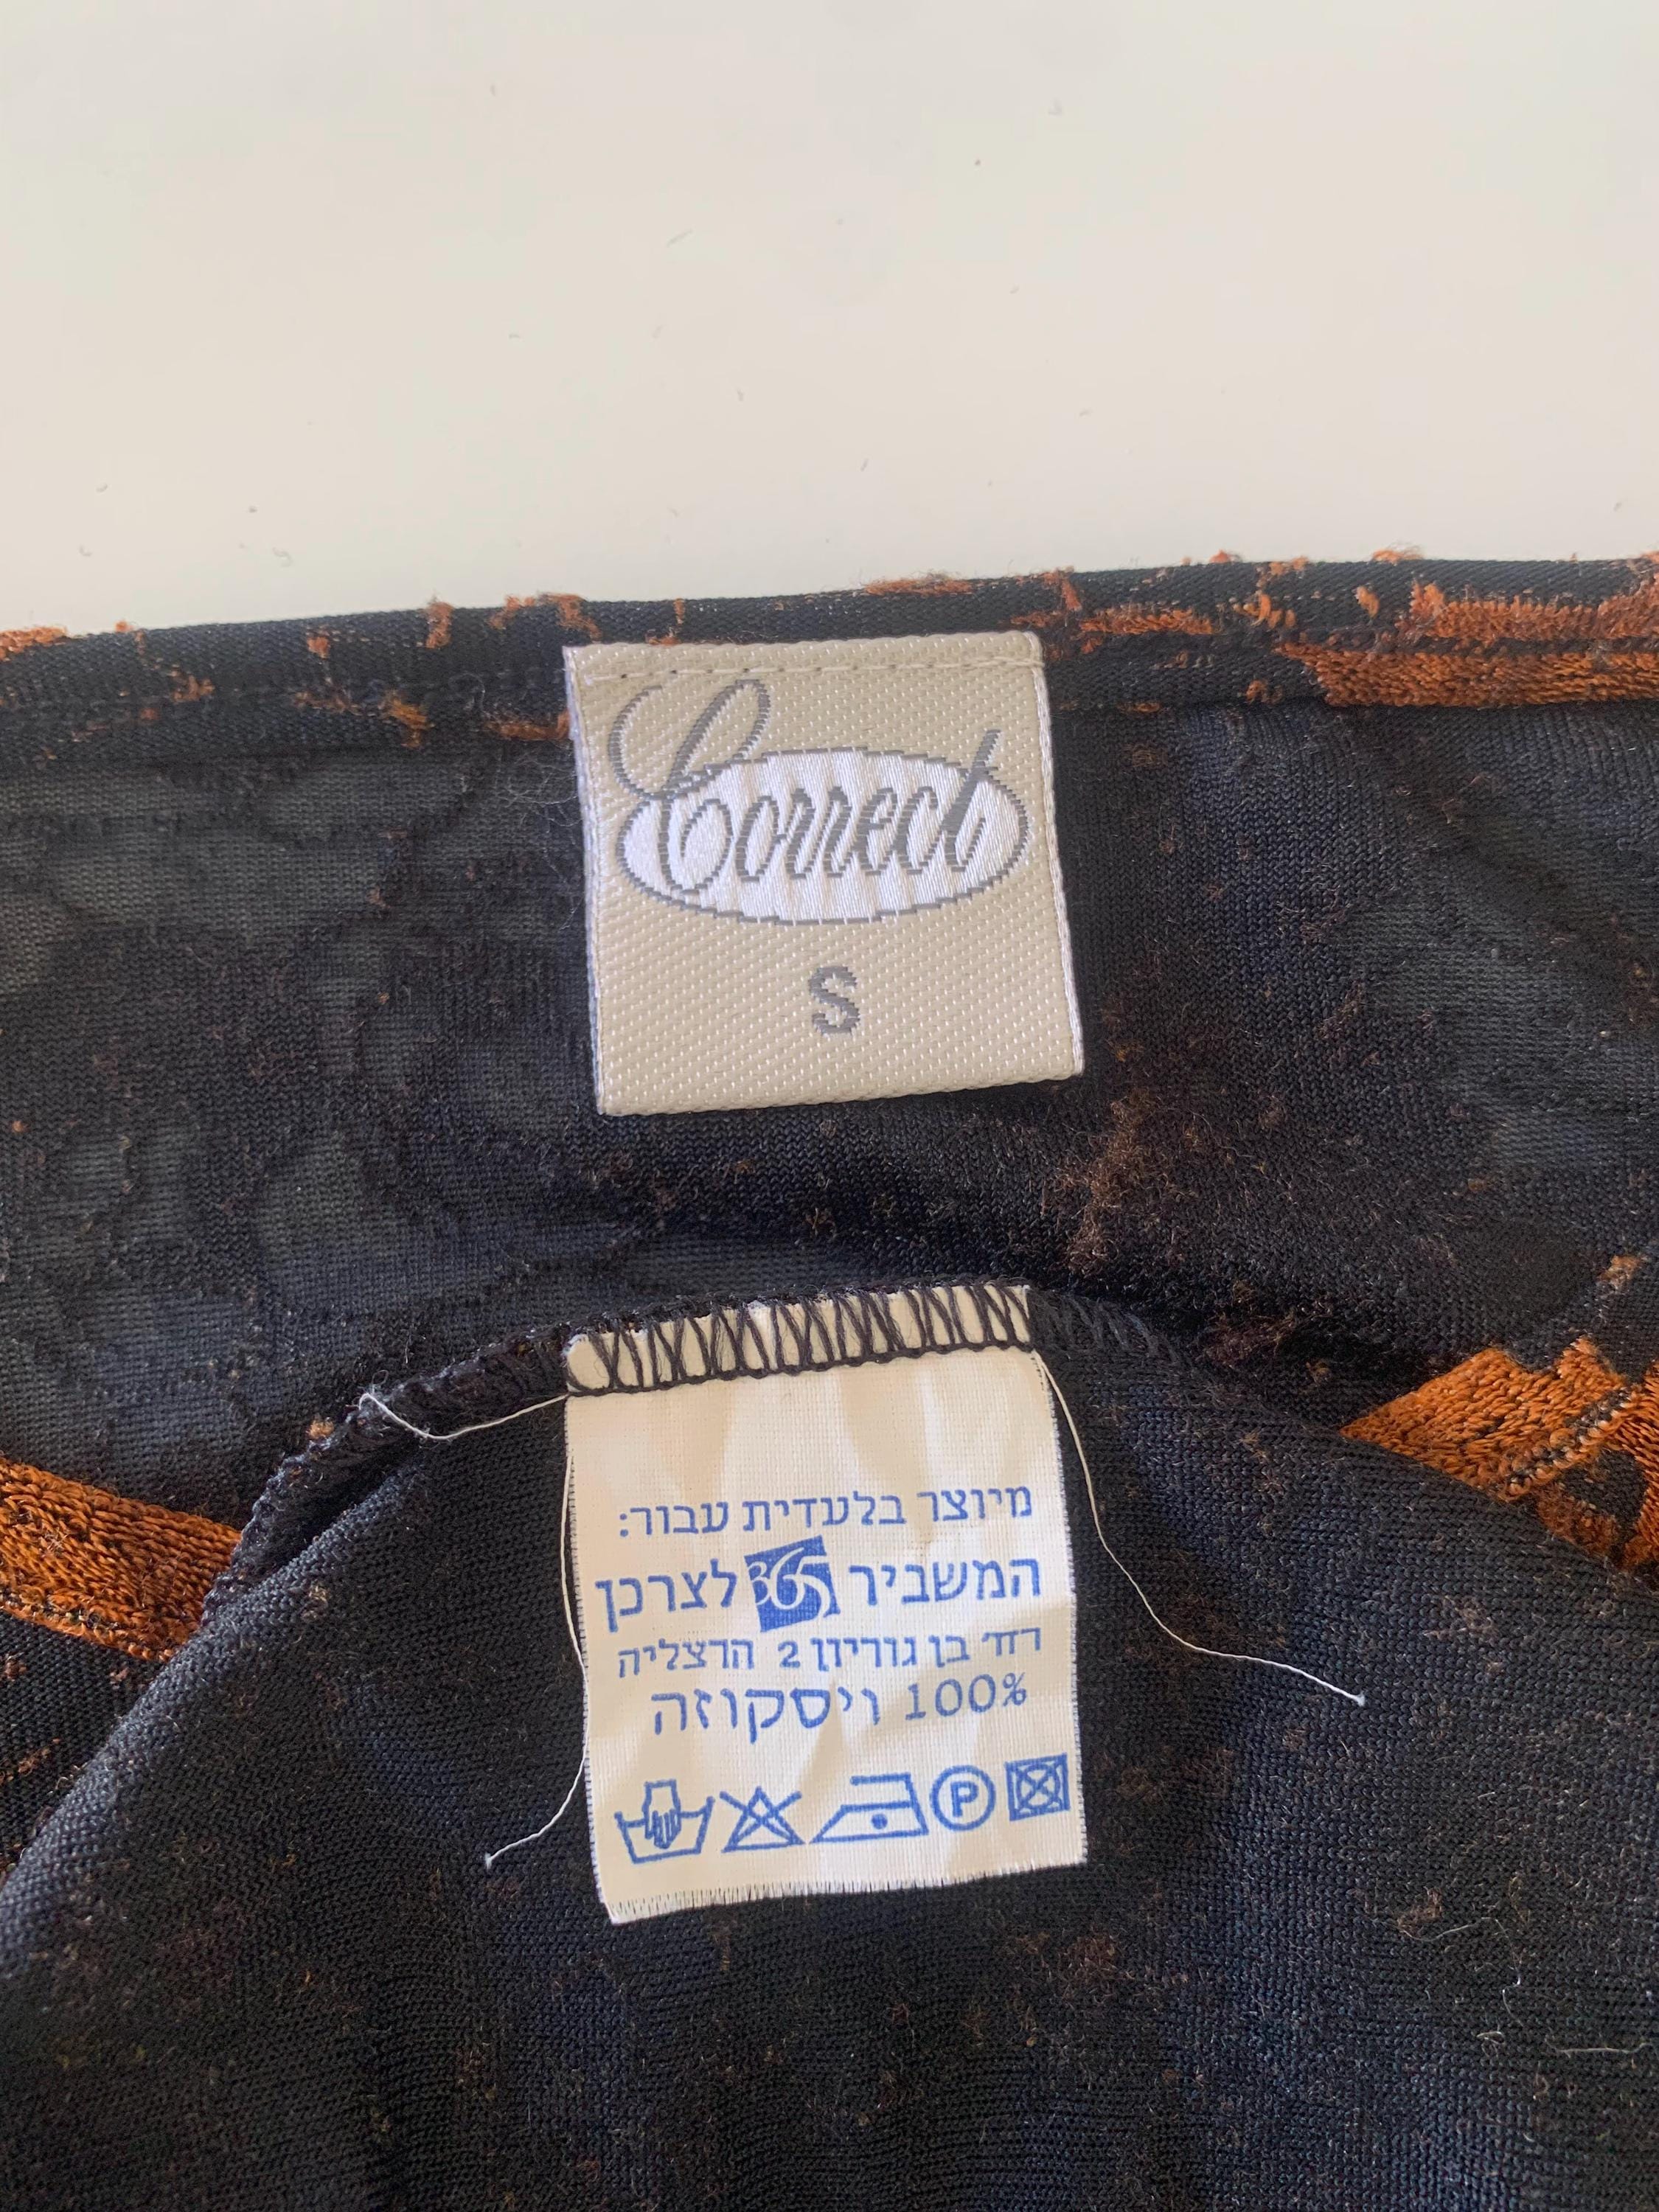 Correct
S
מיוצר בלעדית עבור:
המשביר 365 לצרכן
רח' בן גוריון 2 הרצליה
100% ויסקוזה
P